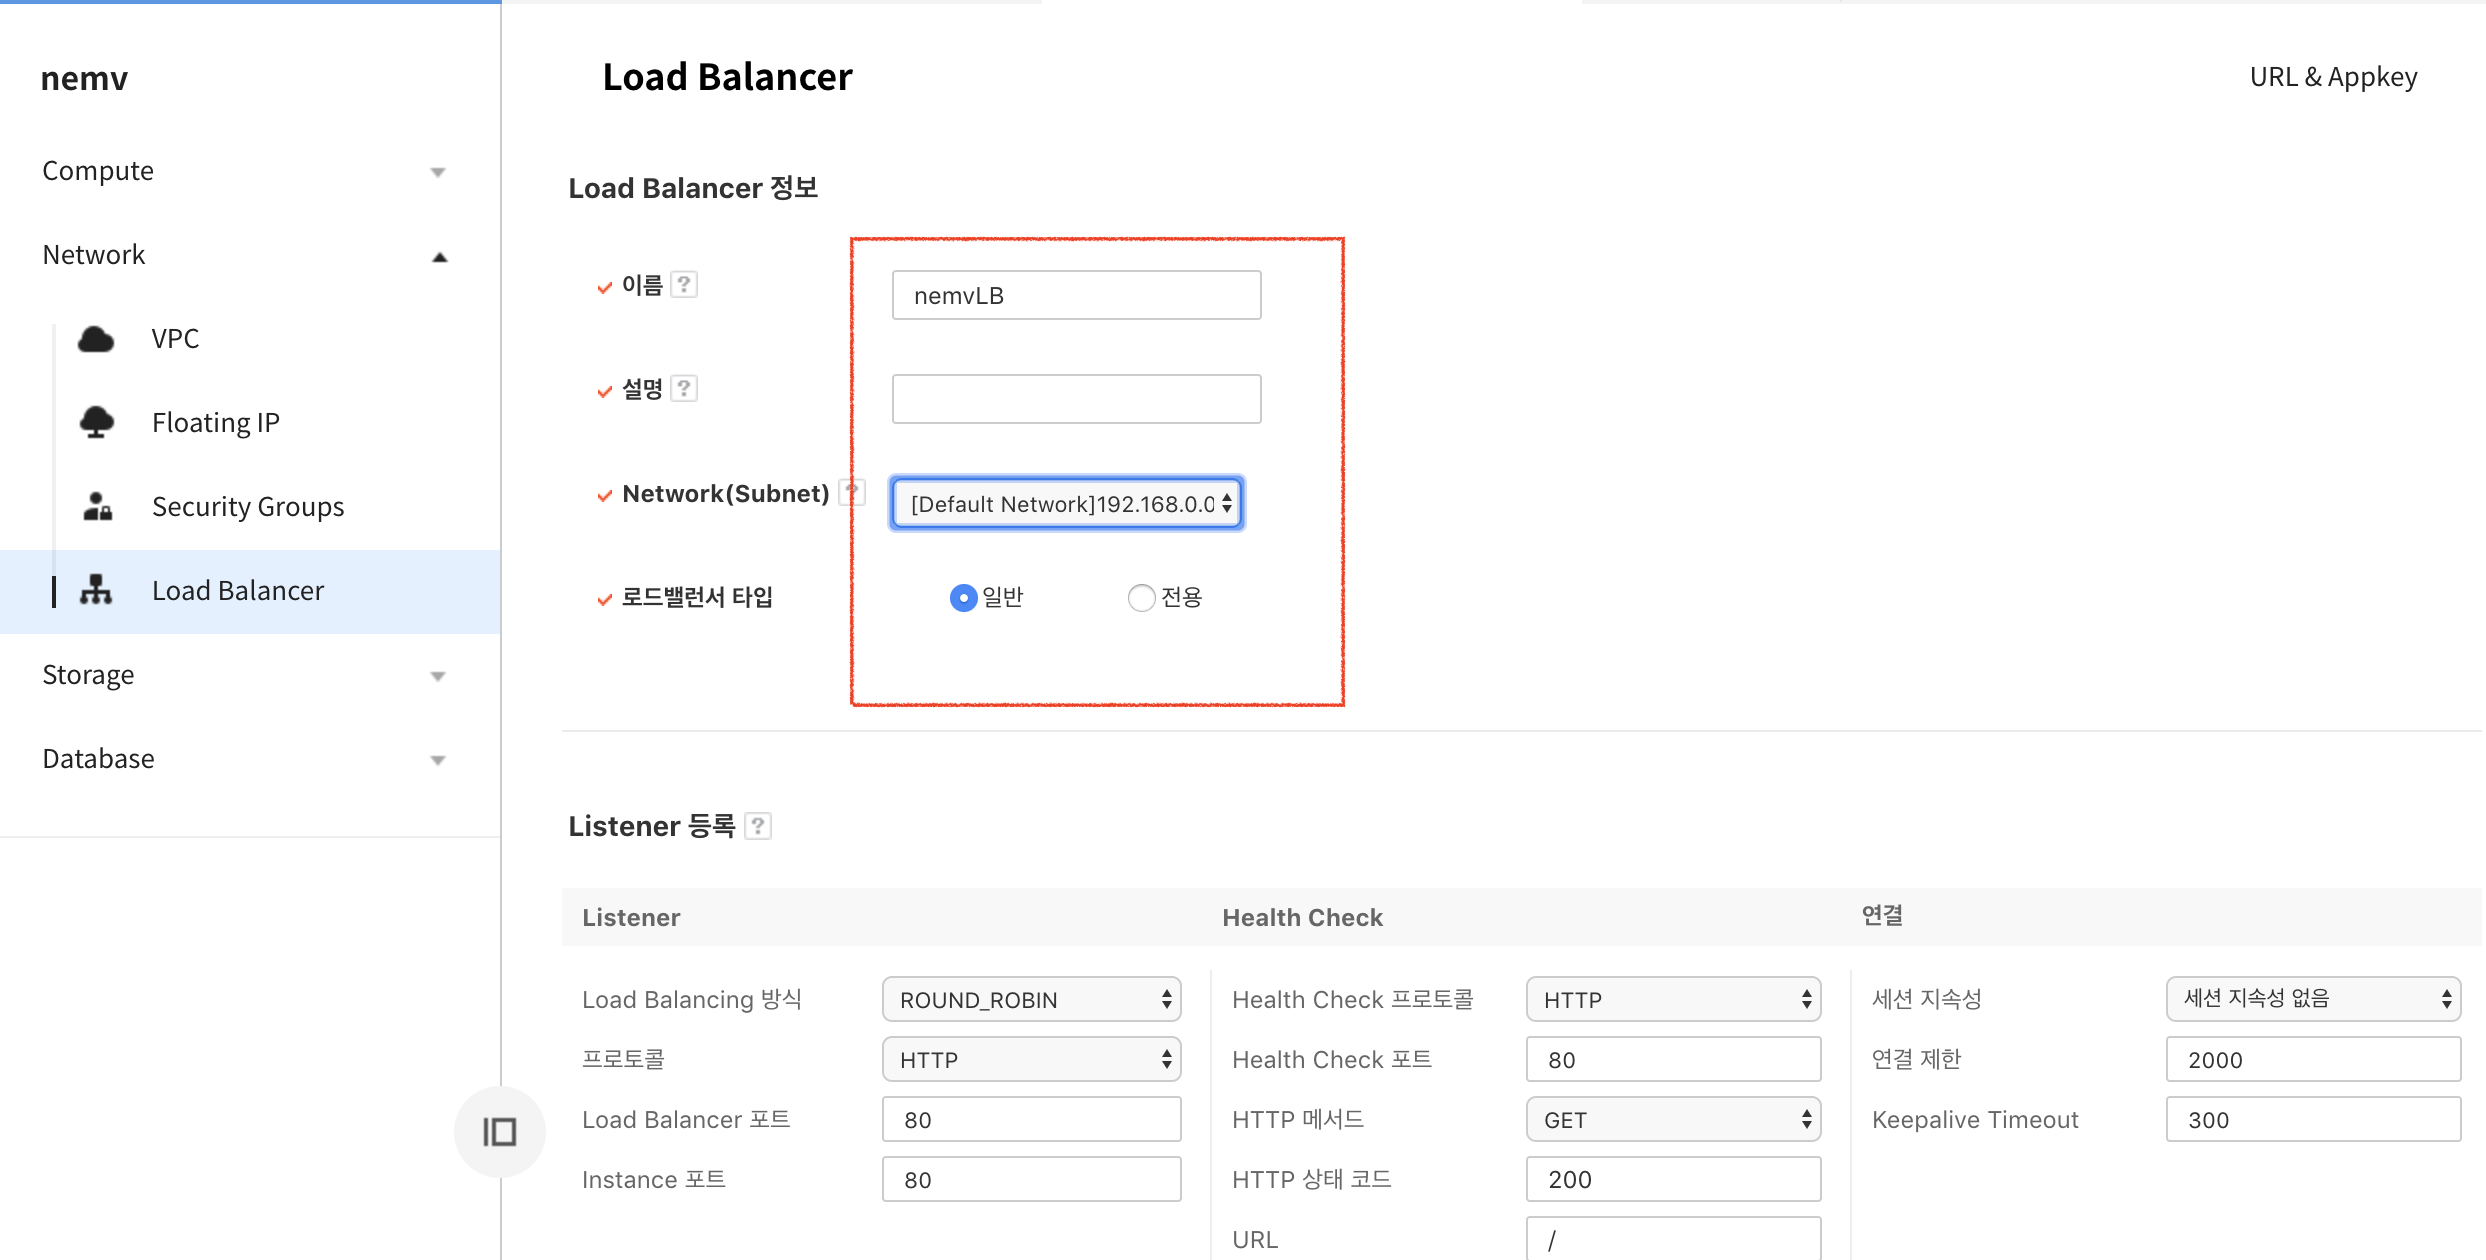 nemv
Compute
Network
VPC
Floating IP
Security Groups
Load Balancer
Storage
Database
Load Balancer
URL & Appkey
Load Balancer 정보
이름 ?
nemvLB
설명 ?
Network(Subnet) ?
[Default Network]192.168.0.0
로드밸런서 타입
일반
전용
Listener 등록 ?
Listener
Health Check
연결
Load Balancing 방식
ROUND_ROBIN
프로토콜
HTTP
Load Balancer 포트
80
Instance 포트
80
Health Check 프로토콜
HTTP
Health Check 포트
80
HTTP 메서드
GET
HTTP 상태 코드
200
URL
/
세션 지속성
세션 지속성 없음
연결 제한
2000
Keepalive Timeout
300